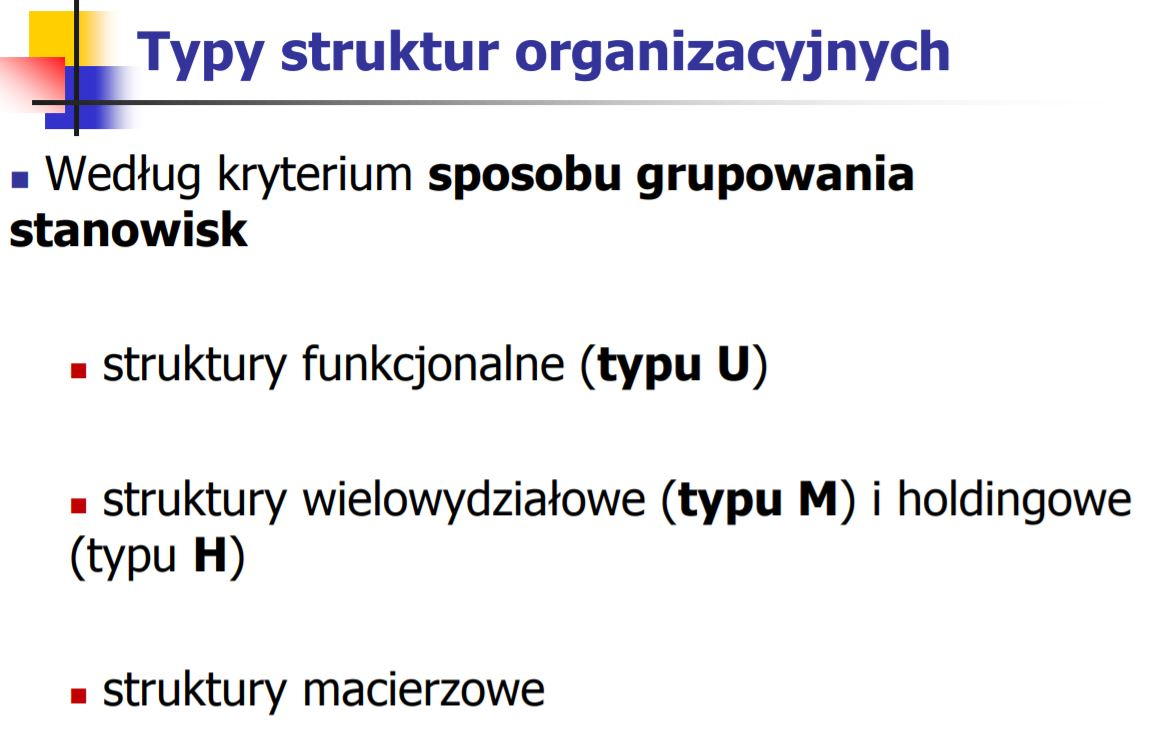 Typy struktur organizacyjnych
Według kryterium sposobu grupowania
stanowisk
struktury funkcjonalne (typu U)
struktury wielowydziałowe (typu M) i holdingowe
(typu H)
struktury macierzowe